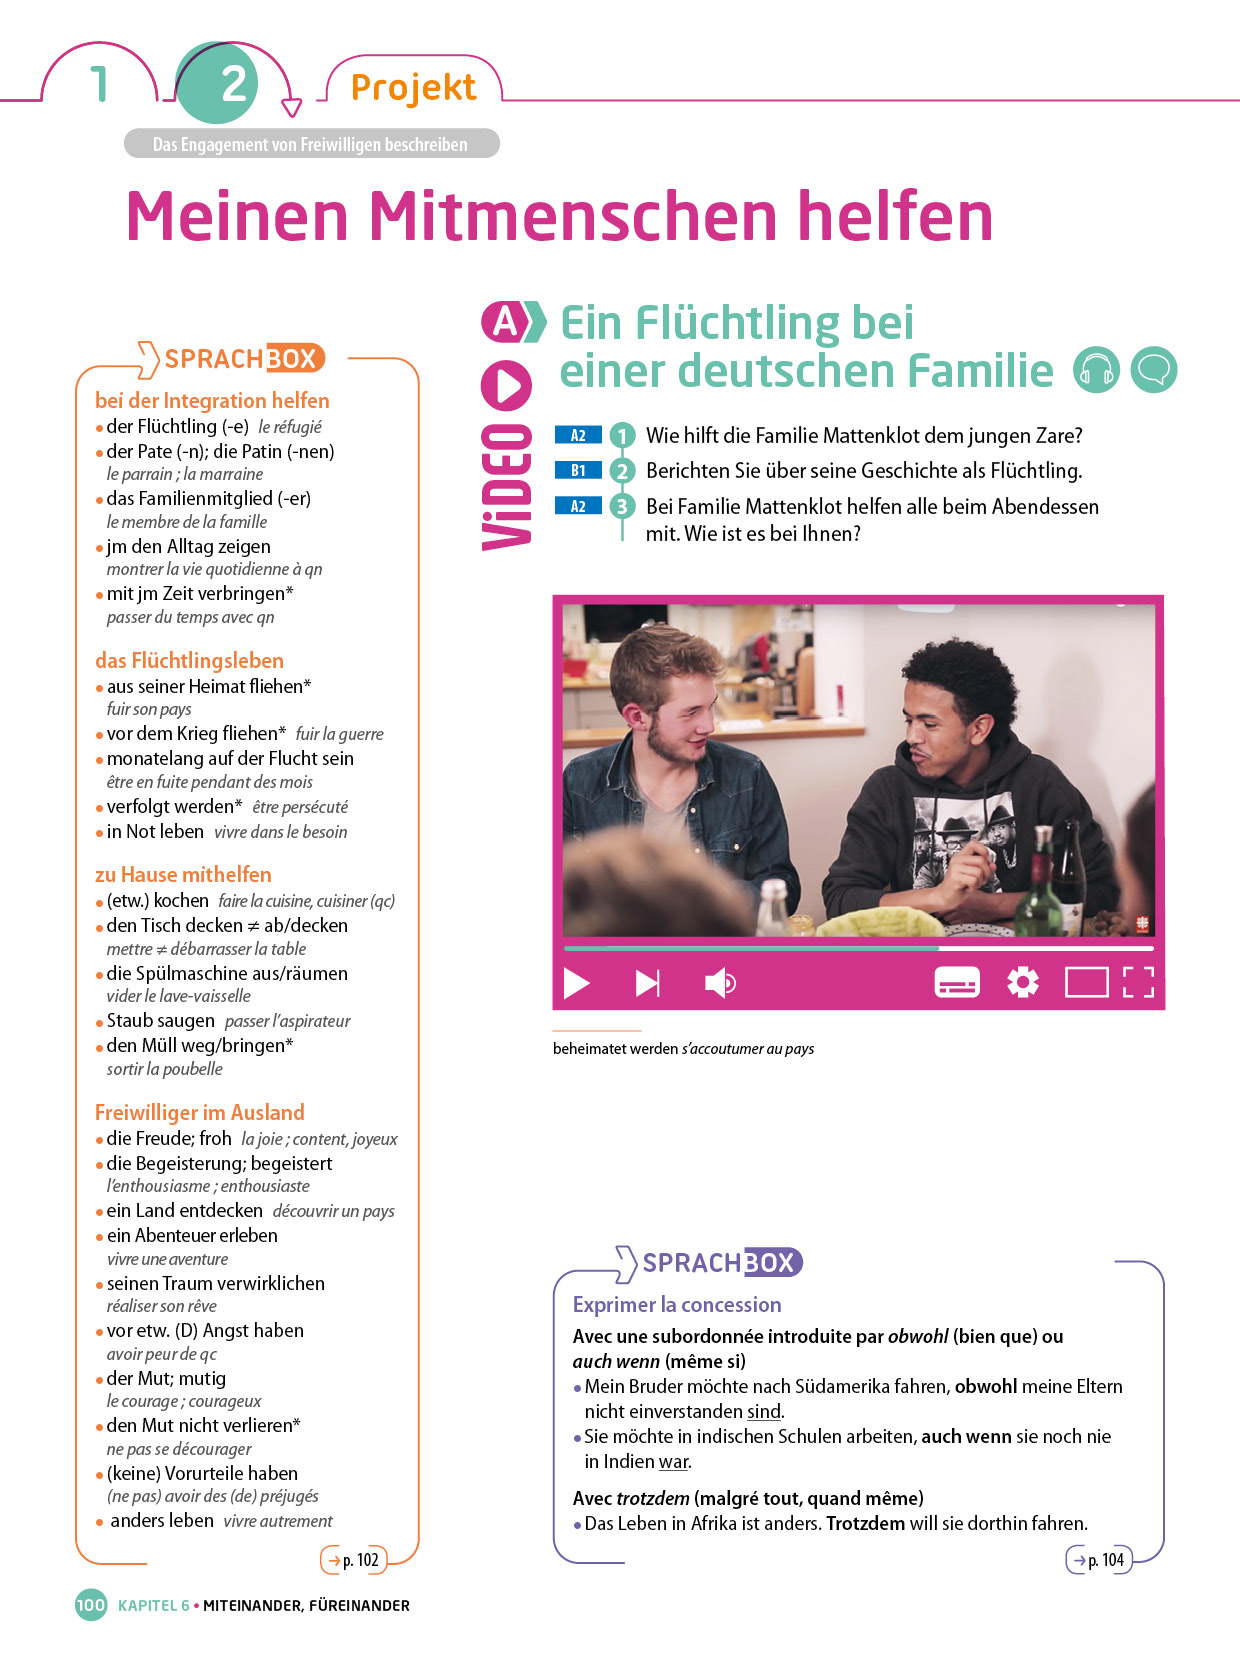 1
2
Projekt
Das Engagement von Freiwilligen beschreiben
Meinen Mitmenschen helfen
SPRACHBOX
bei der Integration helfen
• der Flüchtling (-e) le réfugié
• der Pate (-n); die Patin (-nen)
le parrain ; la marraine
• das Familienmitglied (-er)
le membre de la famille
• jm den Alltag zeigen
montrer la vie quotidienne à qn
• mit jm Zeit verbringen*
passer du temps avec qn
das Flüchtlingsleben
• aus seiner Heimat fliehen*
fuir son pays
• vor dem Krieg fliehen* fuir la guerre
• monatelang auf der Flucht sein
être en fuite pendant des mois
• verfolgt werden* être persécuté
• in Not leben vivre dans le besoin
zu Hause mithelfen
• (etw.) kochen faire la cuisine, cuisiner (qc)
• den Tisch decken ≠ ab/decken
mettre ≠ débarrasser la table
• die Spülmaschine aus/räumen
vider le lave-vaisselle
• Staub saugen passer l'aspirateur
• den Müll weg/bringen*
sortir la poubelle
Freiwilliger im Ausland
• die Freude; froh la joie ; content, joyeux
• die Begeisterung; begeistert
l'enthousiasme ; enthousiaste
• ein Land entdecken découvrir un pays
• ein Abenteuer erleben
vivre une aventure
• seinen Traum verwirklichen
réaliser son rêve
• vor etw. (D) Angst haben
avoir peur de qc
• der Mut; mutig
le courage ; courageux
• den Mut nicht verlieren*
ne pas se décourager
• (keine) Vorurteile haben
(ne pas) avoir des (de) préjugés
• anders leben vivre autrement
→ p. 102
A
Ein Flüchtling bei
einer deutschen Familie
ViDEO
A2 1 Wie hilft die Familie Mattenklot dem jungen Zare?
B1 2 Berichten Sie über seine Geschichte als Flüchtling.
A2 3 Bei Familie Mattenklot helfen alle beim Abendessen
mit. Wie ist es bei Ihnen?
beheimatet werden s'accoutumer au pays
SPRACHBOX
Exprimer la concession
Avec une subordonnée introduite par obwohl (bien que) ou
auch wenn (même si)
• Mein Bruder möchte nach Südamerika fahren, obwohl meine Eltern
nicht einverstanden sind.
• Sie möchte in indischen Schulen arbeiten, auch wenn sie noch nie
in Indien war.
Avec trotzdem (malgré tout, quand même)
• Das Leben in Afrika ist anders. Trotzdem will sie dorthin fahren.
→ p. 104
100 KAPITEL 6 • MITEINANDER, FÜREINANDER